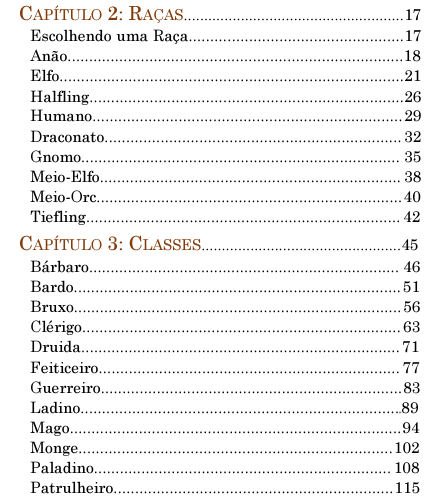 CAPÍTULO 2: RAÇAS........................................................17
Escolhendo uma Raça..................................................17
Anão..............................................................................18
Elfo................................................................................21
Halfling..........................................................................26
Humano.........................................................................29
Draconato......................................................................32
Gnomo...........................................................................35
Meio-Elfo.......................................................................38
Meio-Orc........................................................................40
Tiefling...........................................................................42
CAPÍTULO 3: CLASSES...................................................45
Bárbaro..........................................................................46
Bardo.............................................................................51
Bruxo.............................................................................56
Clérigo...........................................................................63
Druida...........................................................................71
Feiticeiro........................................................................77
Guerreiro.......................................................................83
Ladino............................................................................89
Mago..............................................................................94
Monge..........................................................................102
Paladino.......................................................................108
Patrulheiro...................................................................115